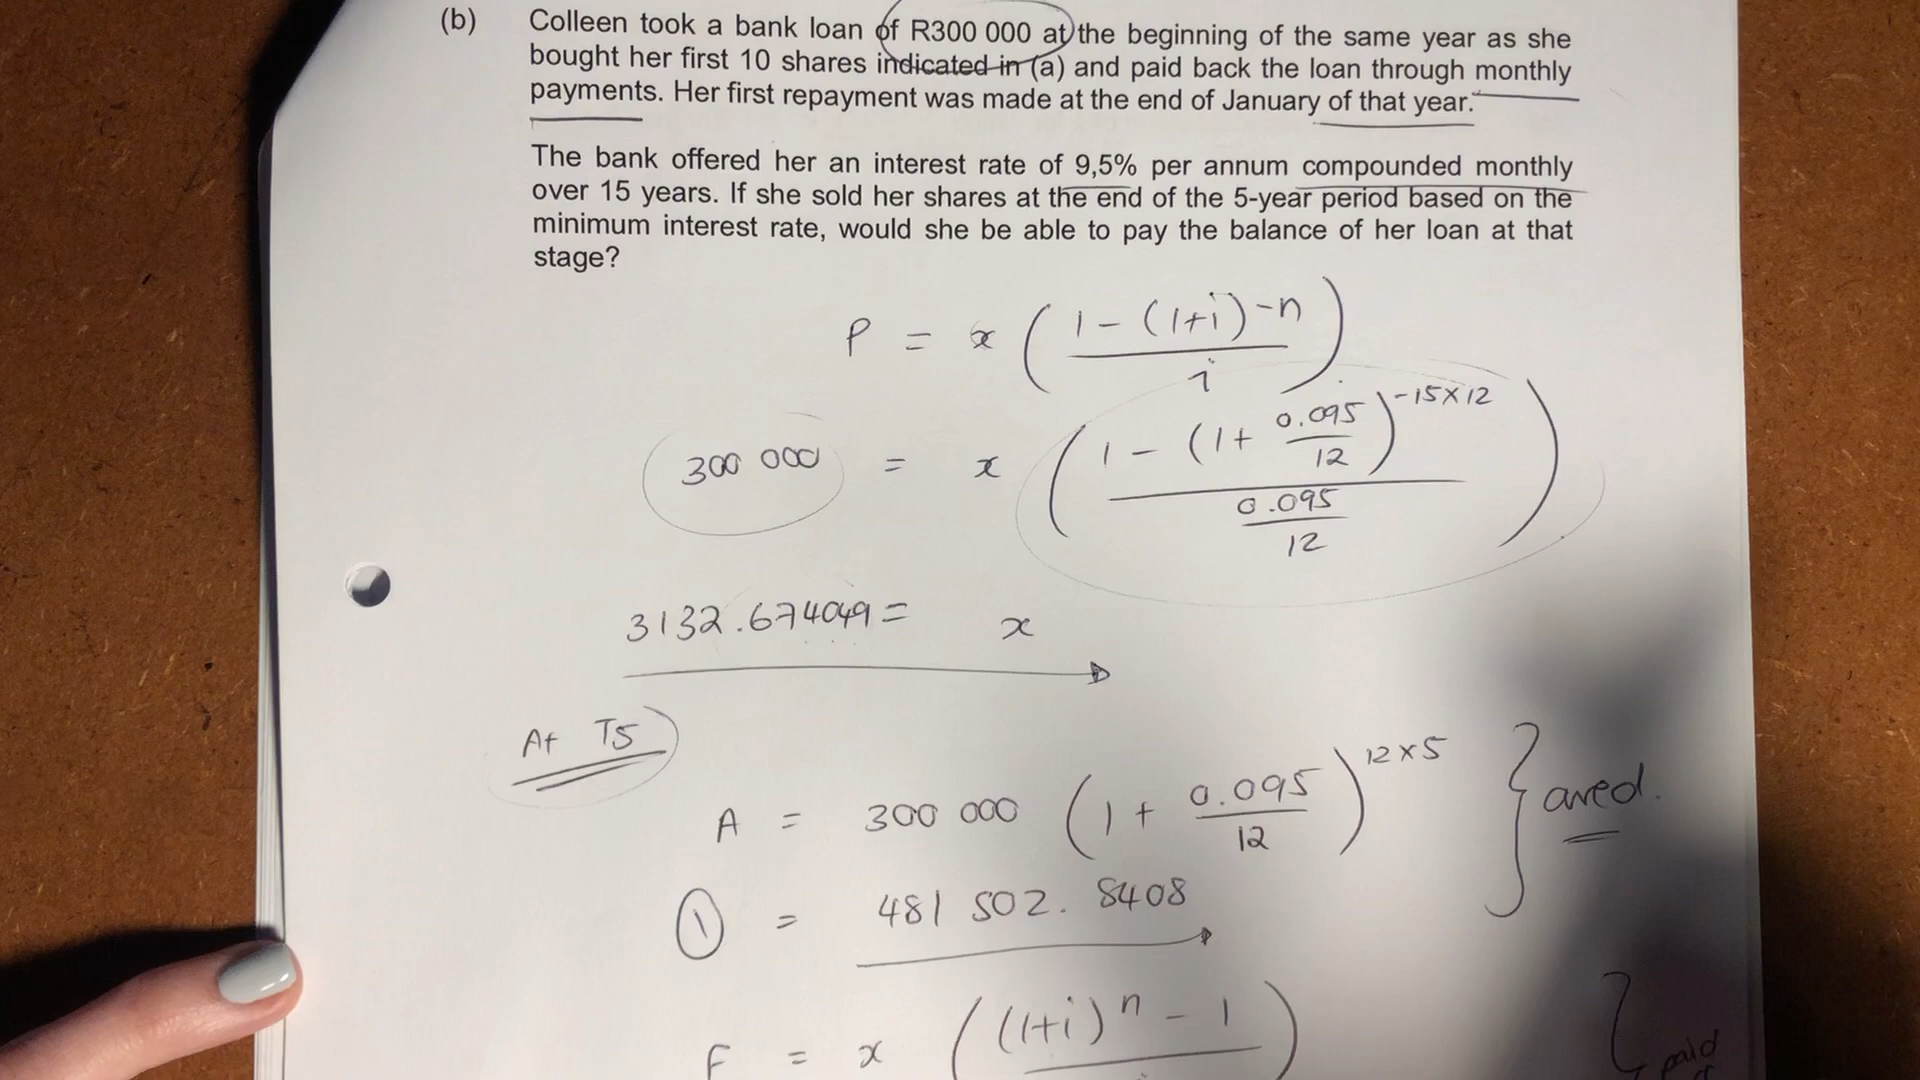 (b) Colleen took a bank loan of R300 000 at the beginning of the same year as she
bought her first 10 shares indicated in (a) and paid back the loan through monthly
payments. Her first repayment was made at the end of January of that year.
The bank offered her an interest rate of 9,5% per annum compounded monthly
over 15 years. If she sold her shares at the end of the 5-year period based on the
minimum interest rate, would she be able to pay the balance of her loan at that
stage?
P = x ( 1 - (1+i)^-n / i )
300 000 = x ( 1 - (1 + 0.095/12)^-15×12 / 0.095/12 )
3132.674049 = x
At T5
A = 300 000 (1 + 0.095/12)^12×5 } owed.
① = 481 502.8408
F = x ( (1+i)^n - 1
paid